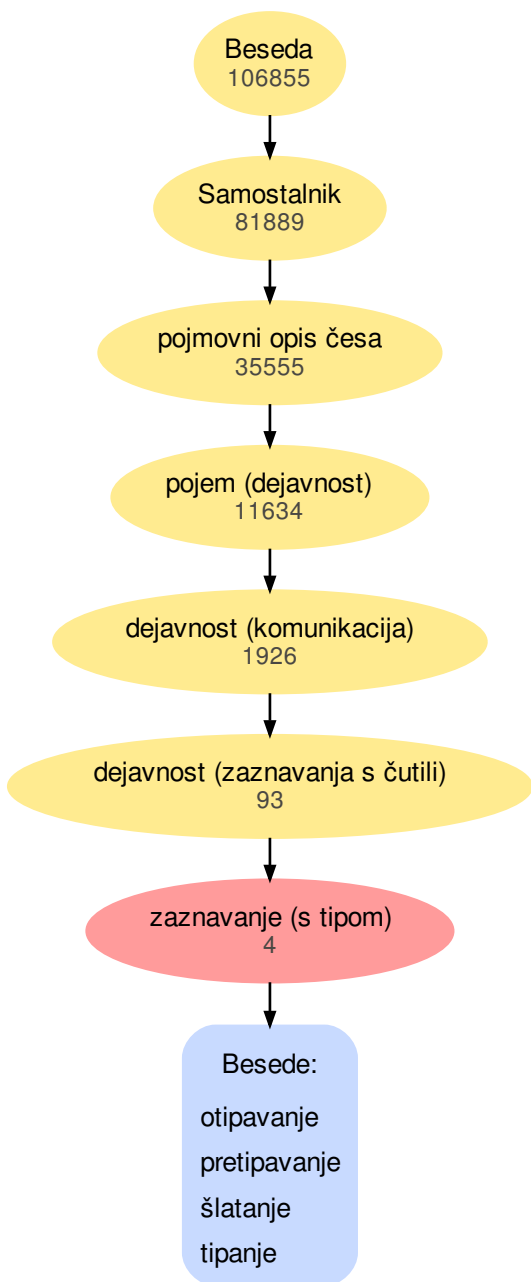 Beseda
106855
Samostalnik
81889
pojmovni opis česa
35555
pojem (dejavnost)
11634
dejavnost (komunikacija)
1926
dejavnost (zaznavanja s čutili)
93
zaznavanje (s tipom)
4
Besede:
otipavanje
pretipavanje
šlatanje
tipanje